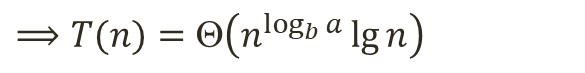 ⟹ T(n) = Θ(n^{log_b a} lg n)